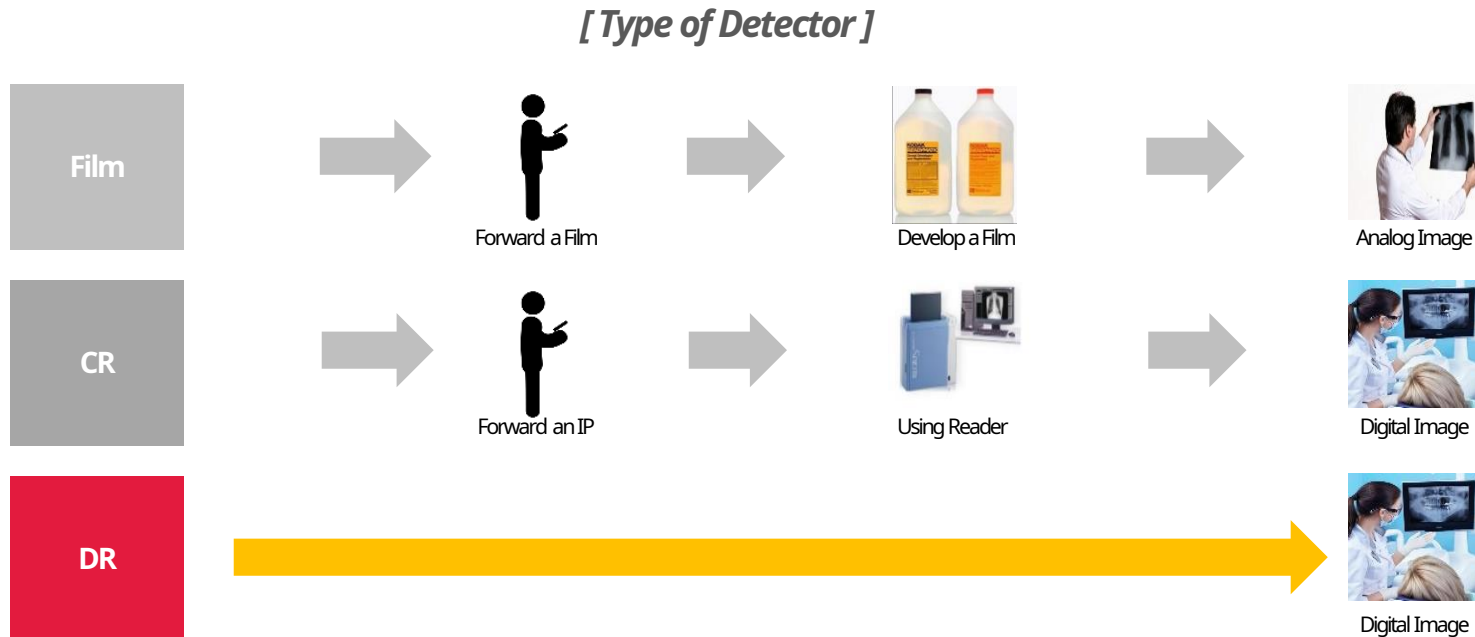 [ Type of Detector ]
Film
Forward a Film
KODAK
Develop a Film
Analog Image
CR
Forward an IP
Using Reader
Digital Image
DR
Digital Image